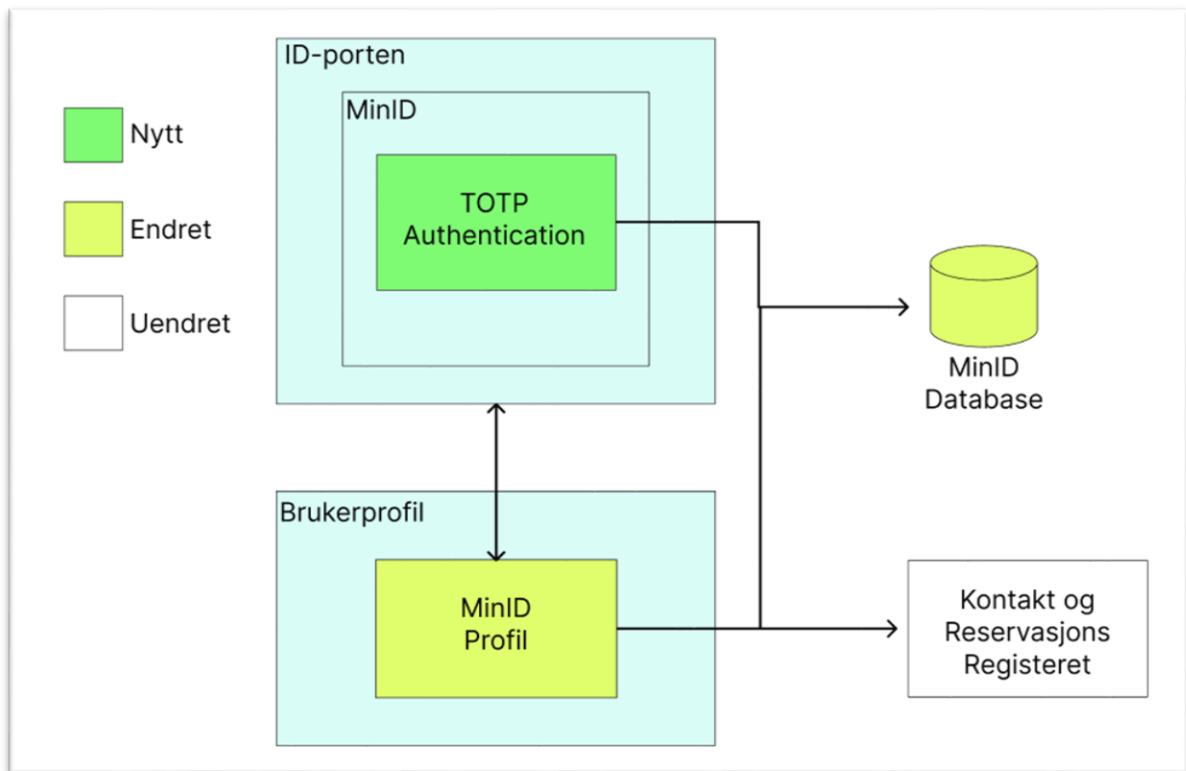 ID-porten
MinID
TOTP
Authentication
Nytt
Endret
Uendret
MinID
Database
Brukerprofil
MinID
Profil
Kontakt og
Reservasjons
Registeret